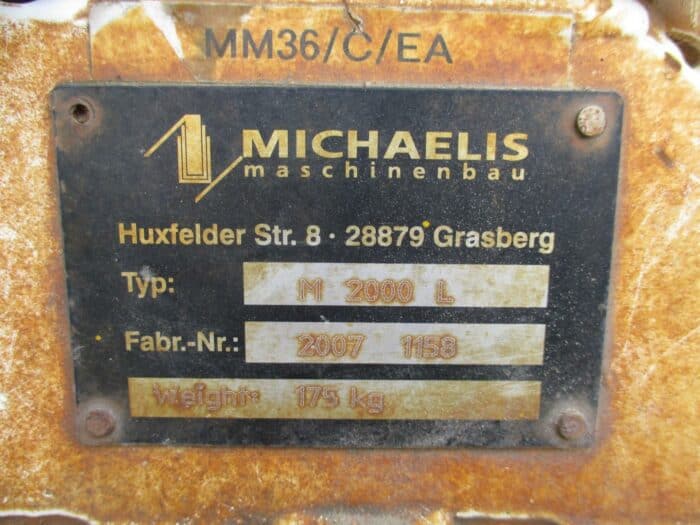 MM36/C/EA
MICHAELIS
maschinenbau
Huxfelder Str. 8 · 28879 Grasberg
Typ: M 2000 L
Fabr.-Nr.: 2007 1158
Weight: 175 kg